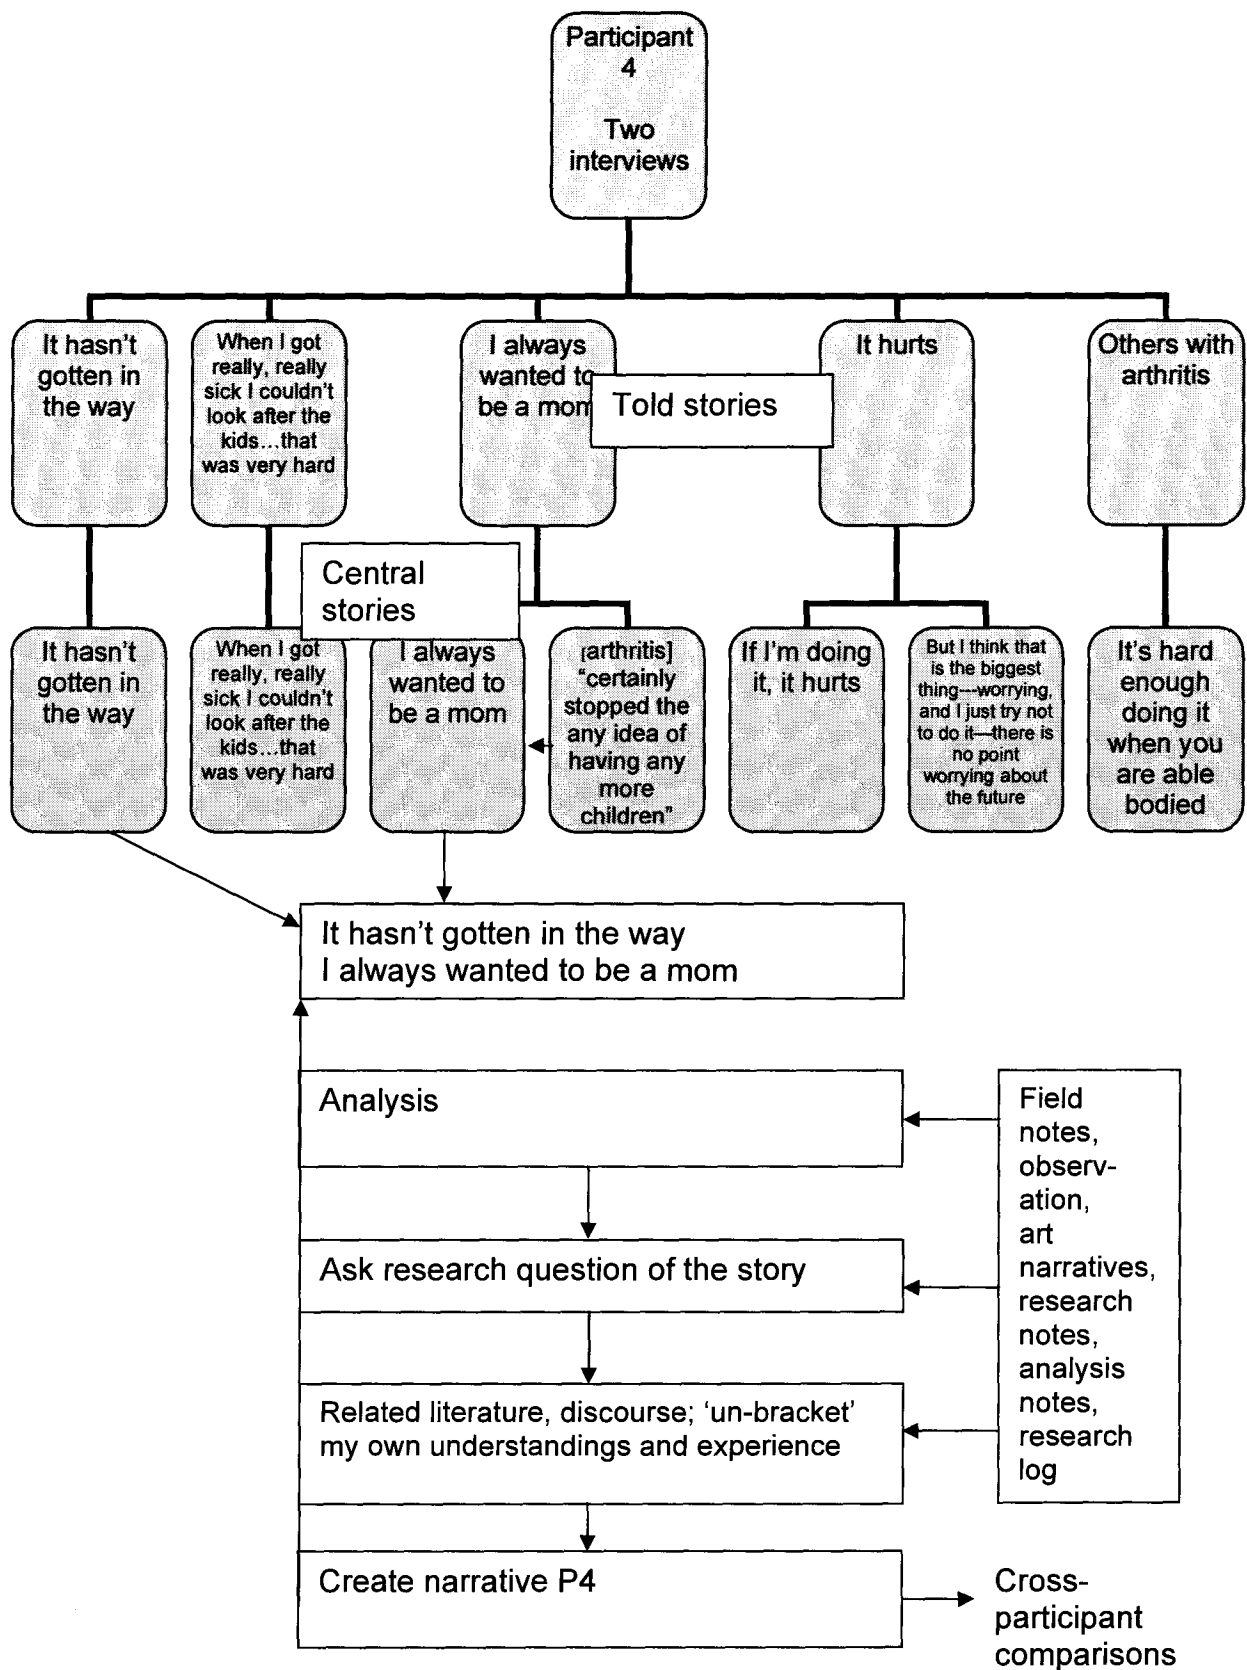 Participant
4
Two
interviews
It hasn't
gotten in
the way
When I got
really, really
sick I couldn't
look after the
kids...that
was very hard
I always
wanted to
be a mom
Told stories
It hurts
Others with
arthritis
Central
stories
It hasn't
gotten in
the way
When I got
really, really
sick I couldn't
look after the
kids...that
was very hard
I always
wanted to
be a mom
[arthritis]
“certainly
stopped the
any idea of
having any
more
children”
If I'm doing
it, it hurts
But I think that
is the biggest
thing---worrying,
and I just try not
to do it—there is
no point
worrying about
the future
It's hard
enough
doing it
when you
are able
bodied
It hasn't gotten in the way
I always wanted to be a mom
Analysis
Ask research question of the story
Related literature, discourse; ‘un-bracket’
my own understandings and experience
Create narrative P4
Field
notes,
observ-
ation,
art
narratives,
research
notes,
analysis
notes,
research
log
Cross-
participant
comparisons